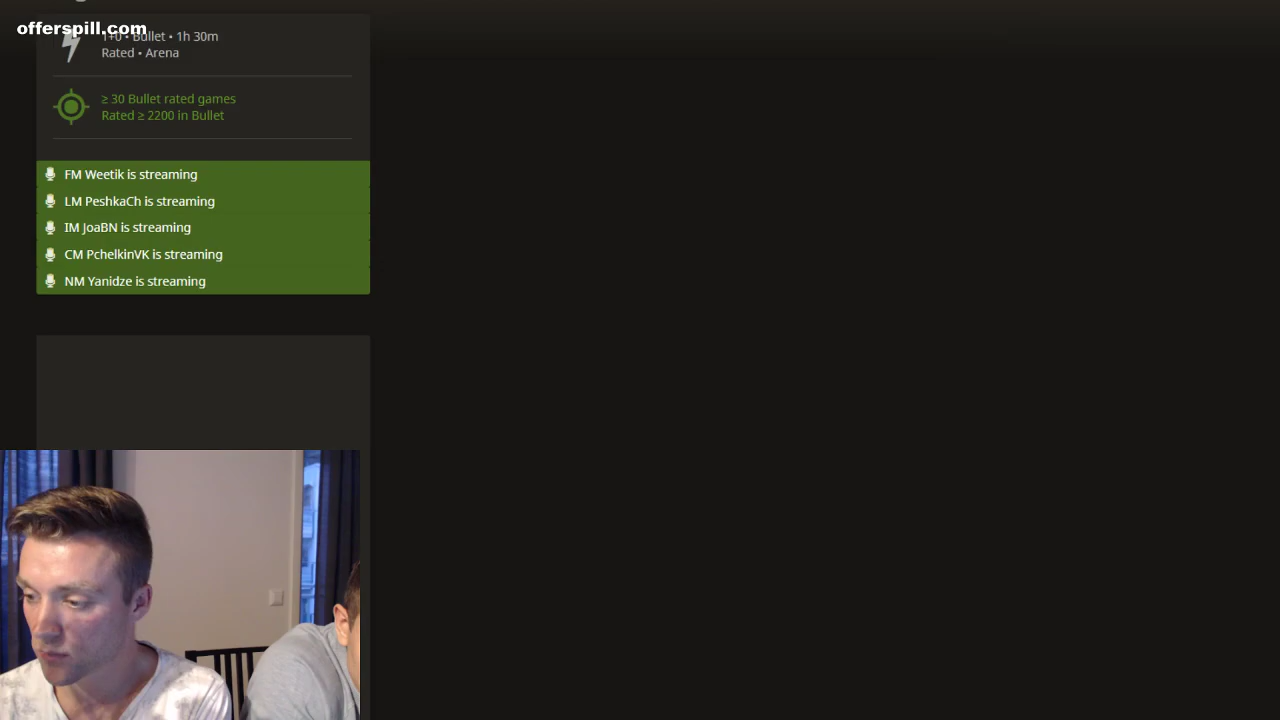 offerspill.com
1+0 • Bullet • 1h 30m
Rated • Arena
≥ 30 Bullet rated games
Rated ≥ 2200 in Bullet
FM Weetik is streaming
LM PeshkaCh is streaming
IM JoaBN is streaming
CM PchelkinVK is streaming
NM Yanidze is streaming